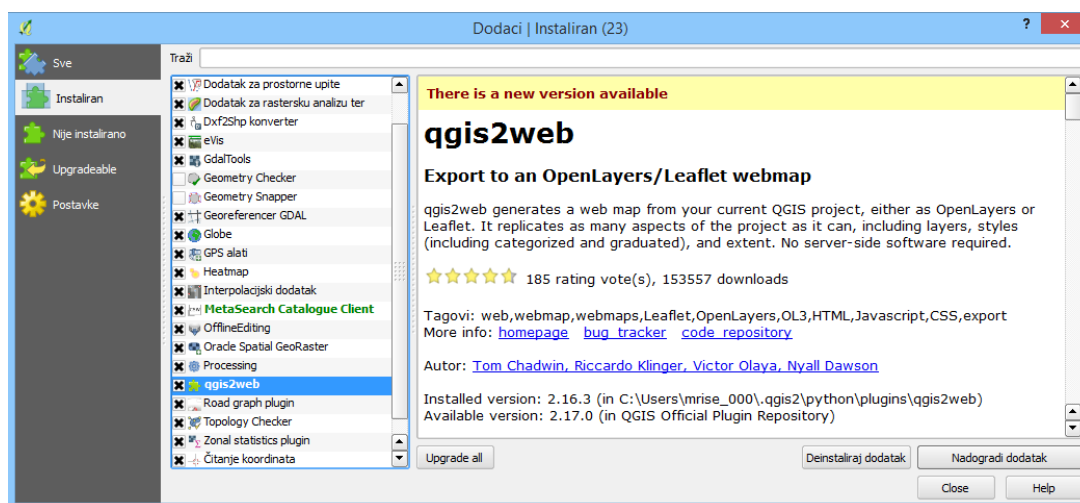 Dodaci | Instaliran (23)
? ×
Sve
Instaliran
Nije instalirano
Upgradeable
Postavke
Traži
Dodatak za prostorne upite
Dodatak za rastersku analizu ter
Dxf2Shp konverter
eVis
GdalTools
Geometry Checker
Geometry Snapper
Georeferencer GDAL
Globe
GPS alati
Heatmap
Interpolacijski dodatak
MetaSearch Catalogue Client
OfflineEditing
Oracle Spatial GeoRaster
Processing
qgis2web
Road graph plugin
Topology Checker
Zonal statistics plugin
Čitanje koordinata
There is a new version available
qgis2web
Export to an OpenLayers/Leaflet webmap
qgis2web generates a web map from your current QGIS project, either as OpenLayers or
Leaflet. It replicates as many aspects of the project as it can, including layers, styles
(including categorized and graduated), and extent. No server-side software required.
185 rating vote(s), 153557 downloads
Tagovi: web,webmap,webmaps,Leaflet,OpenLayers,OL3,HTML,Javascript,CSS,export
More info: homepage bug tracker code repository
Autor: Tom Chadwin, Riccardo Klinger, Victor Olaya, Nyall Dawson
Installed version: 2.16.3 (in C:\Users\mrise_000\.qgis2\python\plugins\qgis2web)
Available version: 2.17.0 (in QGIS Official Plugin Repository)
Upgrade all
Deinstaliraj dodatak
Nadogradi dodatak
Close
Help